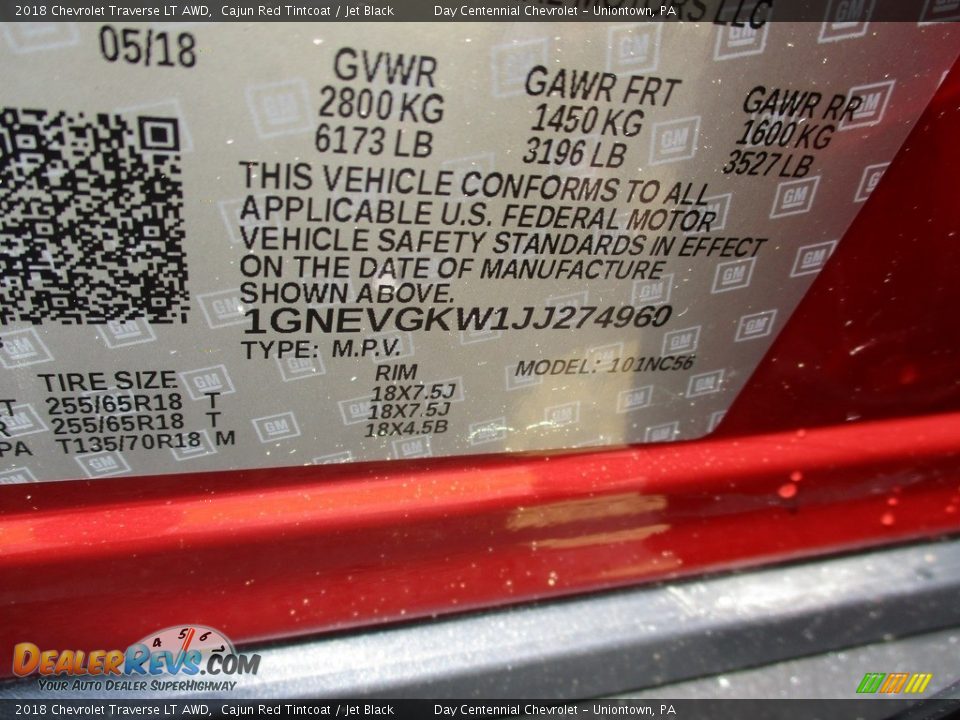 2018 Chevrolet Traverse LT AWD, Cajun Red Tintcoat / Jet Black Day Centennial Chevrolet - Uniontown, PA
LLC
05/18
GVWR GAWR FRT GAWR RR
2800 KG 1450 KG 1600 KG
6173 LB 3196 LB 3527 LB
THIS VEHICLE CONFORMS TO ALL
APPLICABLE U.S. FEDERAL MOTOR
VEHICLE SAFETY STANDARDS IN EFFECT
ON THE DATE OF MANUFACTURE
SHOWN ABOVE.
1GNEVGKW1JJ274960
TYPE: M.P.V. MODEL: 101NC56
TIRE SIZE RIM
255/65R18 T 18X7.5J
255/65R18 T 18X7.5J
T135/70R18 M 18X4.5B
DealerRevs.com
Your Auto Dealer SuperHighway
2018 Chevrolet Traverse LT AWD, Cajun Red Tintcoat / Jet Black Day Centennial Chevrolet - Uniontown, PA